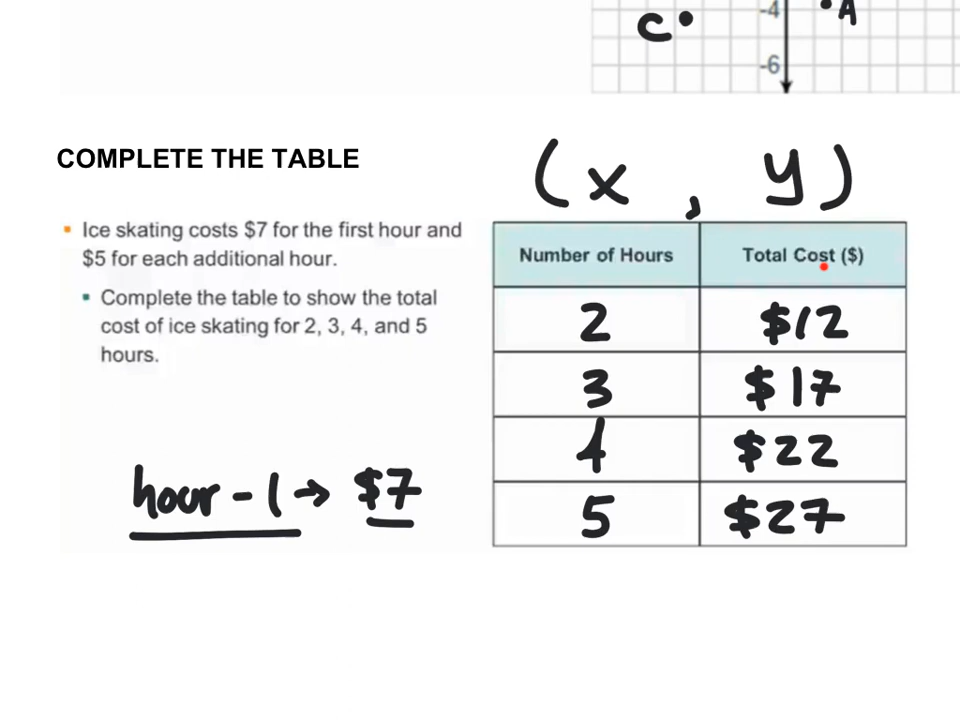 -4
A
C
-6
COMPLETE THE TABLE
(x , y)
▪ Ice skating costs $7 for the first hour and
$5 for each additional hour.
▪ Complete the table to show the total
cost of ice skating for 2, 3, 4, and 5
hours.
Number of Hours Total Cost ($)
2 $12
3 $17
4 $22
5 $27
hour - 1 → $7